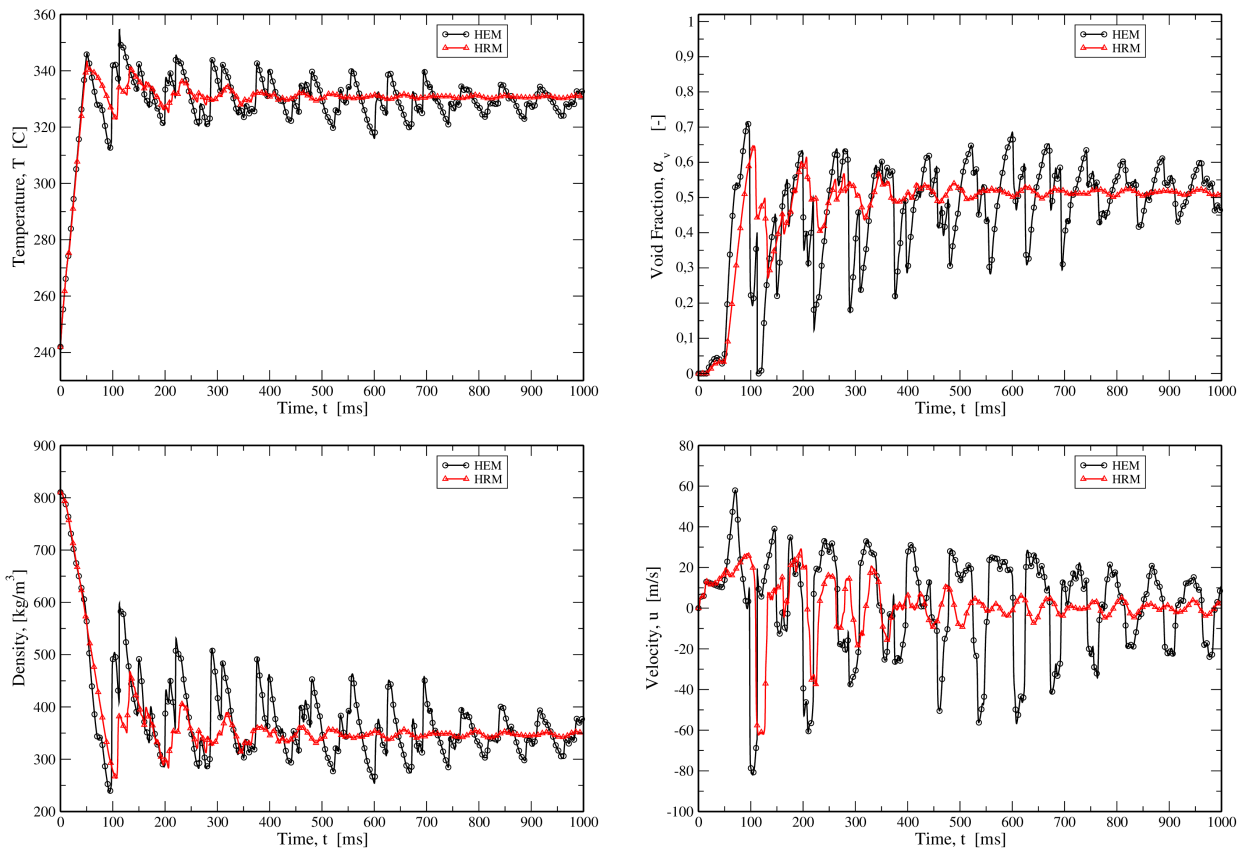 360
340
320
300
280
260
240
Temperature, T [C]
HEM
HRM
0 100 200 300 400 500 600 700 800 900 1000
Time, t [ms]
1
0,9
0,8
0,7
0,6
0,5
0,4
0,3
0,2
0,1
0
Void Fraction, αv [-]
HEM
HRM
0 100 200 300 400 500 600 700 800 900 1000
Time, t [ms]
900
800
700
600
500
400
300
200
Density, [kg/m³]
HEM
HRM
0 100 200 300 400 500 600 700 800 900 1000
Time, t [ms]
80
60
40
20
0
-20
-40
-60
-80
-100
Velocity, u [m/s]
HEM
HRM
0 100 200 300 400 500 600 700 800 900 1000
Time, t [ms]